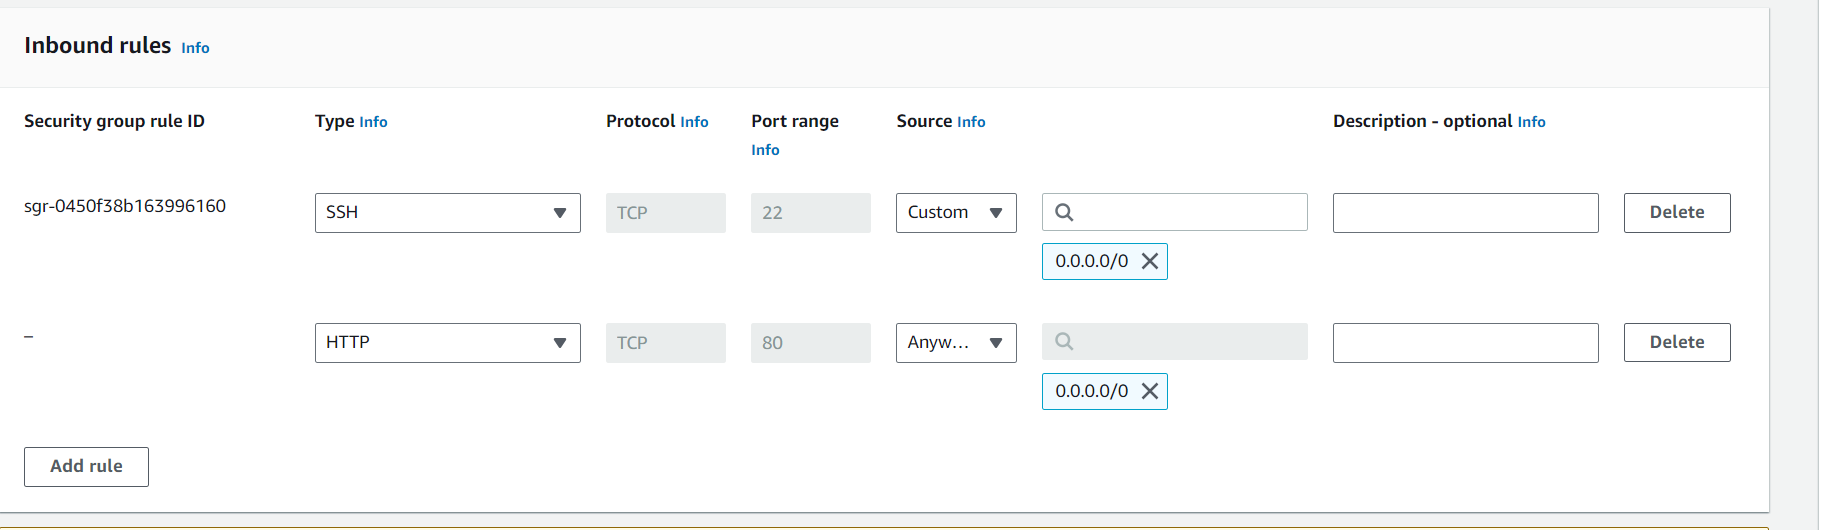 Inbound rules Info
Security group rule ID Type Info Protocol Info Port range Info Source Info Description - optional Info
sgr-0450f38b163996160 SSH TCP 22 Custom Delete
0.0.0.0/0
– HTTP TCP 80 Anyw... Delete
0.0.0.0/0
Add rule